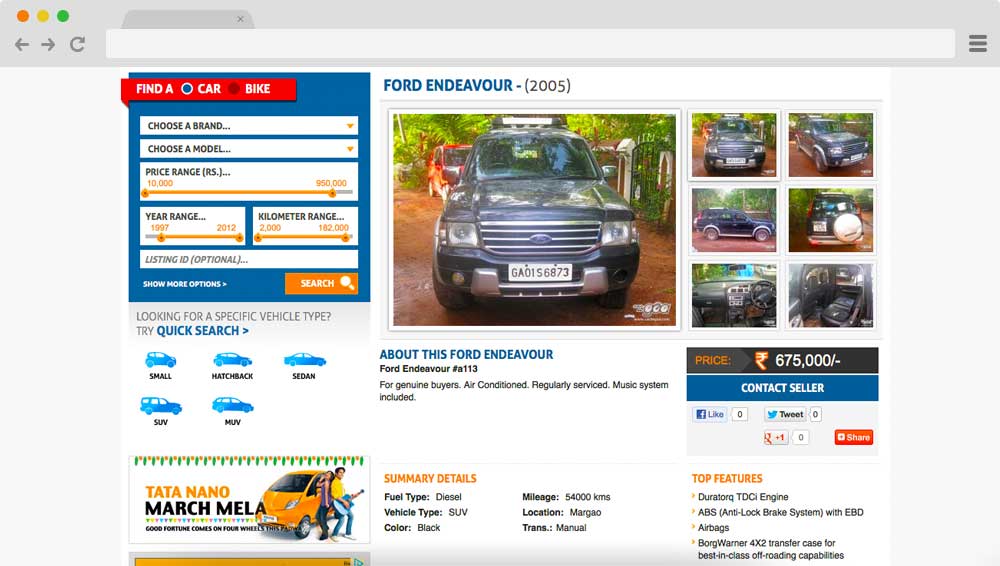 FIND A CAR BIKE
CHOOSE A BRAND...
CHOOSE A MODEL...
PRICE RANGE (RS.)...
10,000 950,000
YEAR RANGE...
1997 2012
KILOMETER RANGE...
2,000 162,000
LISTING ID (OPTIONAL)...
SHOW MORE OPTIONS >
SEARCH
LOOKING FOR A SPECIFIC VEHICLE TYPE?
TRY QUICK SEARCH >
SMALL HATCHBACK SEDAN
SUV MUV
TATA NANO
MARCH MELA
GOOD FORTUNE COMES ON FOUR WHEELS THIS
FORD ENDEAVOUR - (2005)
GA01S6873
ABOUT THIS FORD ENDEAVOUR
Ford Endeavour #a113
For genuine buyers. Air Conditioned. Regularly serviced. Music system
included.
PRICE: ₹ 675,000/-
CONTACT SELLER
Like 0 Tweet 0
+1 0 Share
SUMMARY DETAILS
Fuel Type: Diesel Mileage: 54000 kms
Vehicle Type: SUV Location: Margao
Color: Black Trans.: Manual
TOP FEATURES
Duratorq TDCi Engine
ABS (Anti-Lock Brake System) with EBD
Airbags
BorgWarner 4X2 transfer case for
best-in-class off-roading capabilities